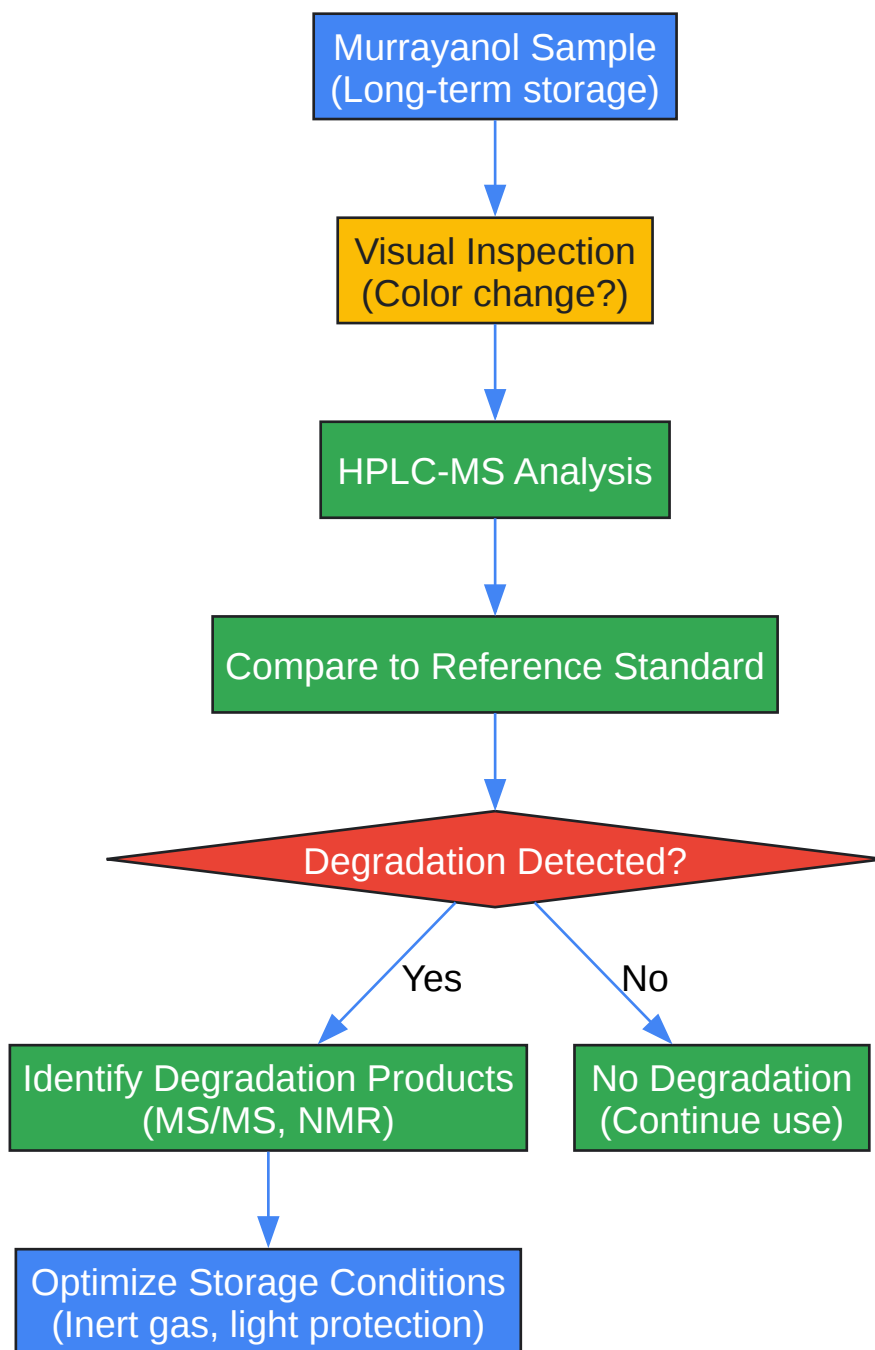 Murrayanol Sample
(Long-term storage)
Visual Inspection
(Color change?)
HPLC-MS Analysis
Compare to Reference Standard
Degradation Detected?
Yes
No
Identify Degradation Products
(MS/MS, NMR)
No Degradation
(Continue use)
Optimize Storage Conditions
(Inert gas, light protection)